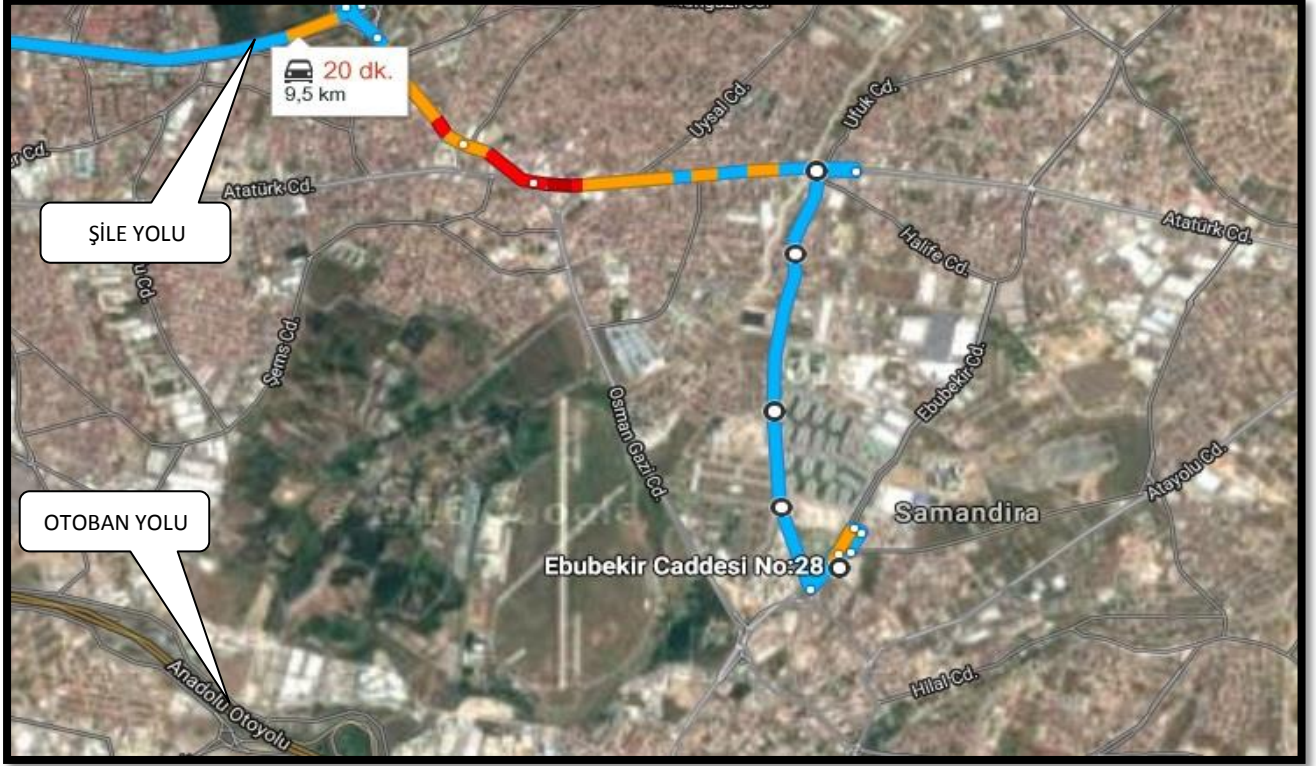 20 dk.
9,5 km
Uysal Cd.
Ufuk Cd.
Atatürk Cd.
ŞİLE YOLU
Halife Cd.
Atatürk Cd.
Şems Cd.
Osman Gazi Cd.
Ebubekir Cd.
Atayolu Cd.
OTOBAN YOLU
Samandira
Ebubekir Caddesi No:28
Anadolu Otoyolu
Hilal Cd.